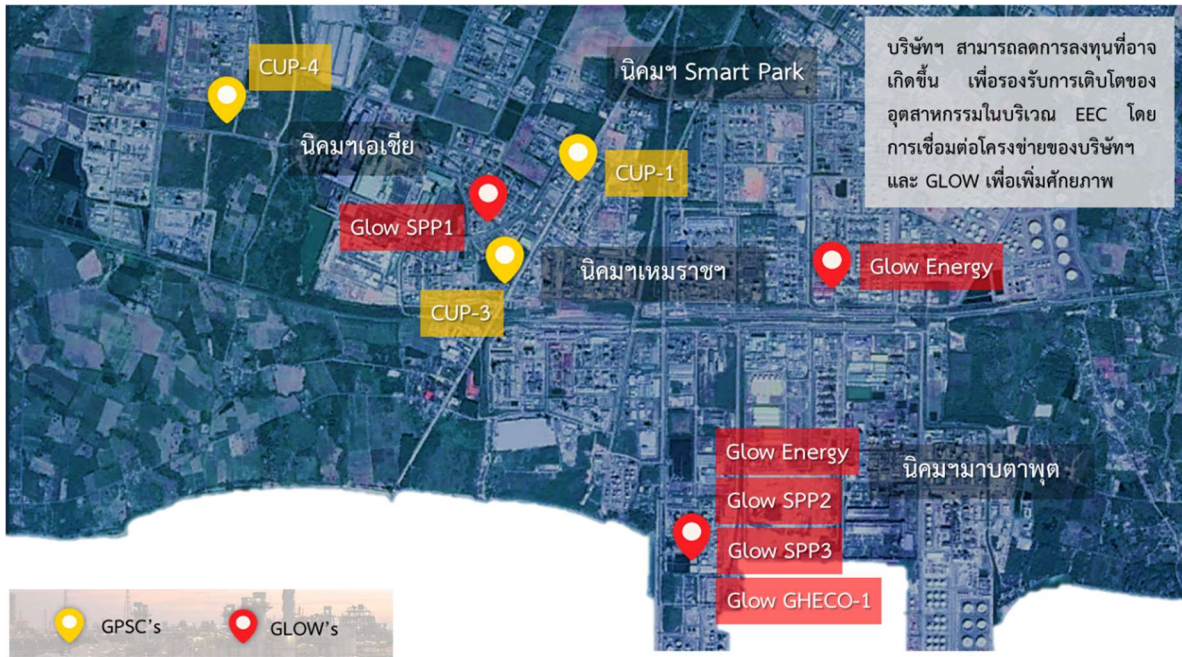 บริษัทฯ สามารถลดการลงทุนที่อาจ
เกิดขึ้น เพื่อรองรับการเติบโตของ
อุตสาหกรรมในบริเวณ EEC โดย
การเชื่อมต่อโครงข่ายของบริษัทฯ
และ GLOW เพื่อเพิ่มศักยภาพ
CUP-4
นิคมฯ Smart Park
นิคมฯเอเชีย
CUP-1
Glow SPP1
นิคมฯเหมราชฯ
Glow Energy
CUP-3
Glow Energy
นิคมฯมาบตาพุต
Glow SPP2
Glow SPP3
Glow GHECO-1
GPSC's
GLOW's